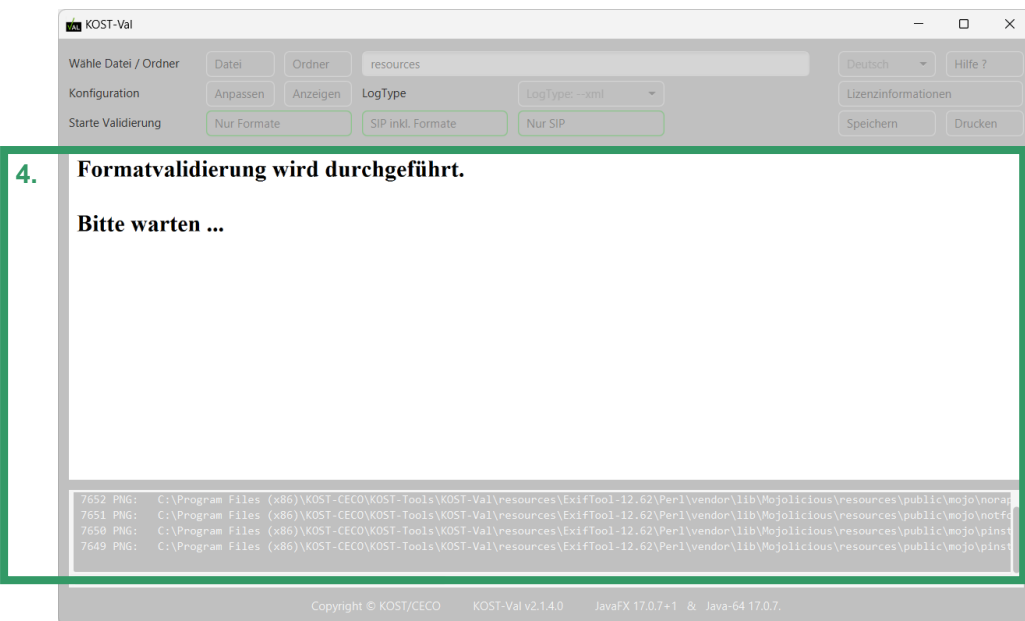 KOST-Val
Wähle Datei / Ordner Datei Ordner resources Deutsch Hilfe ?
Konfiguration Anpassen Anzeigen LogType LogType: --xml Lizenzinformationen
Starte Validierung Nur Formate SIP inkl. Formate Nur SIP Speichern Drucken
4.
Formatvalidierung wird durchgeführt.
Bitte warten ...
7652 PNG: C:\Program Files (x86)\KOST-CECO\KOST-Tools\KOST-Val\resources\ExifTool-12.62\Perl\vendor\lib\Mojolicious\resources\public\mojo\norap
7651 PNG: C:\Program Files (x86)\KOST-CECO\KOST-Tools\KOST-Val\resources\ExifTool-12.62\Perl\vendor\lib\Mojolicious\resources\public\mojo\notfo
7650 PNG: C:\Program Files (x86)\KOST-CECO\KOST-Tools\KOST-Val\resources\ExifTool-12.62\Perl\vendor\lib\Mojolicious\resources\public\mojo\pinst
7649 PNG: C:\Program Files (x86)\KOST-CECO\KOST-Tools\KOST-Val\resources\ExifTool-12.62\Perl\vendor\lib\Mojolicious\resources\public\mojo\pinst
Copyright © KOST/CECO KOST-Val v2.1.4.0 JavaFX 17.0.7+1 & Java-64 17.0.7.